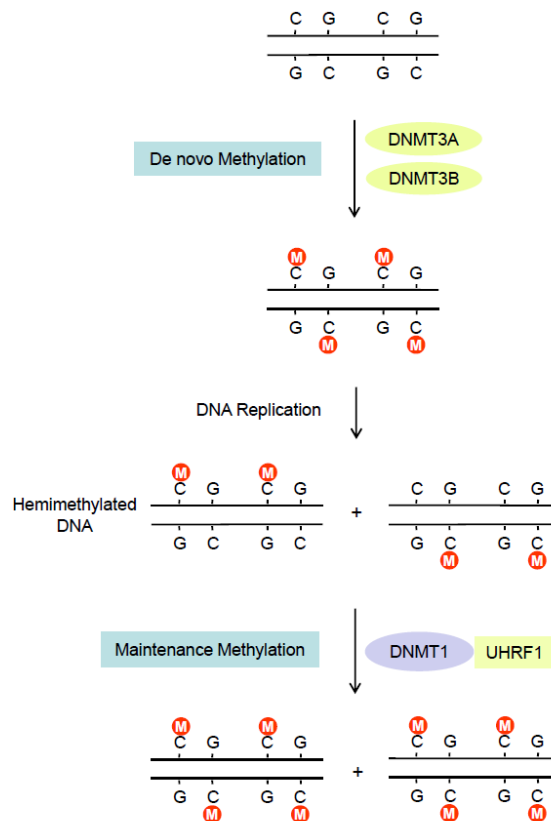 C G C G
G C G C
De novo Methylation
DNMT3A
DNMT3B
M M
C G C G
G C G C
M M
DNA Replication
M M
C G C G C G C G
Hemimethylated
DNA
+
G C G C G C G C
M M
Maintenance Methylation
DNMT1
UHRF1
M M M M
C G C G C G C G
+
G C G C G C G C
M M M M